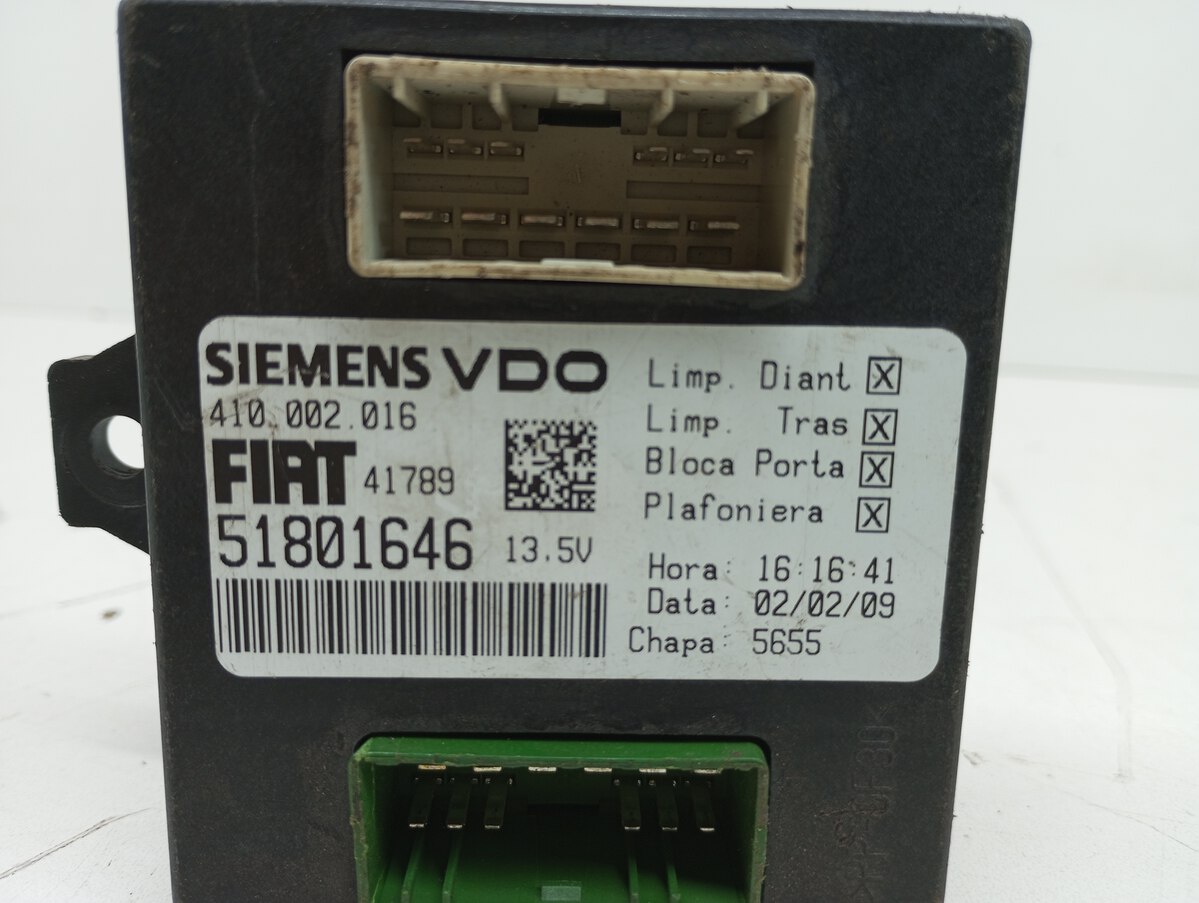 SIEMENS VDO
410.002.016
FIAT 41789
51801646 13.5V
Limp. Diant X
Limp. Tras X
Bloca Porta X
Plafoniera X
Hora: 16:16:41
Data: 02/02/09
Chapa: 5655